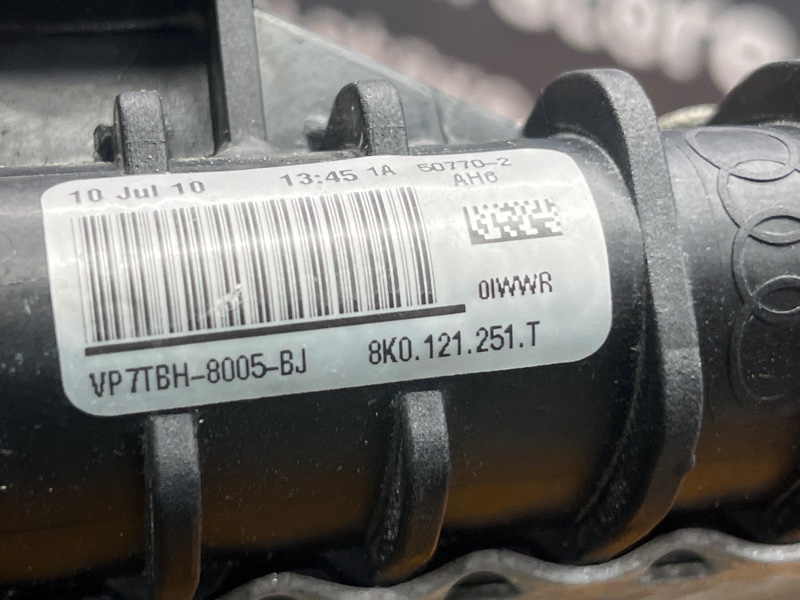 10 Jul 10 13:45 1A 50770-2
AH6
0IWWR
VP7TBH-8005-BJ 8K0.121.251.T